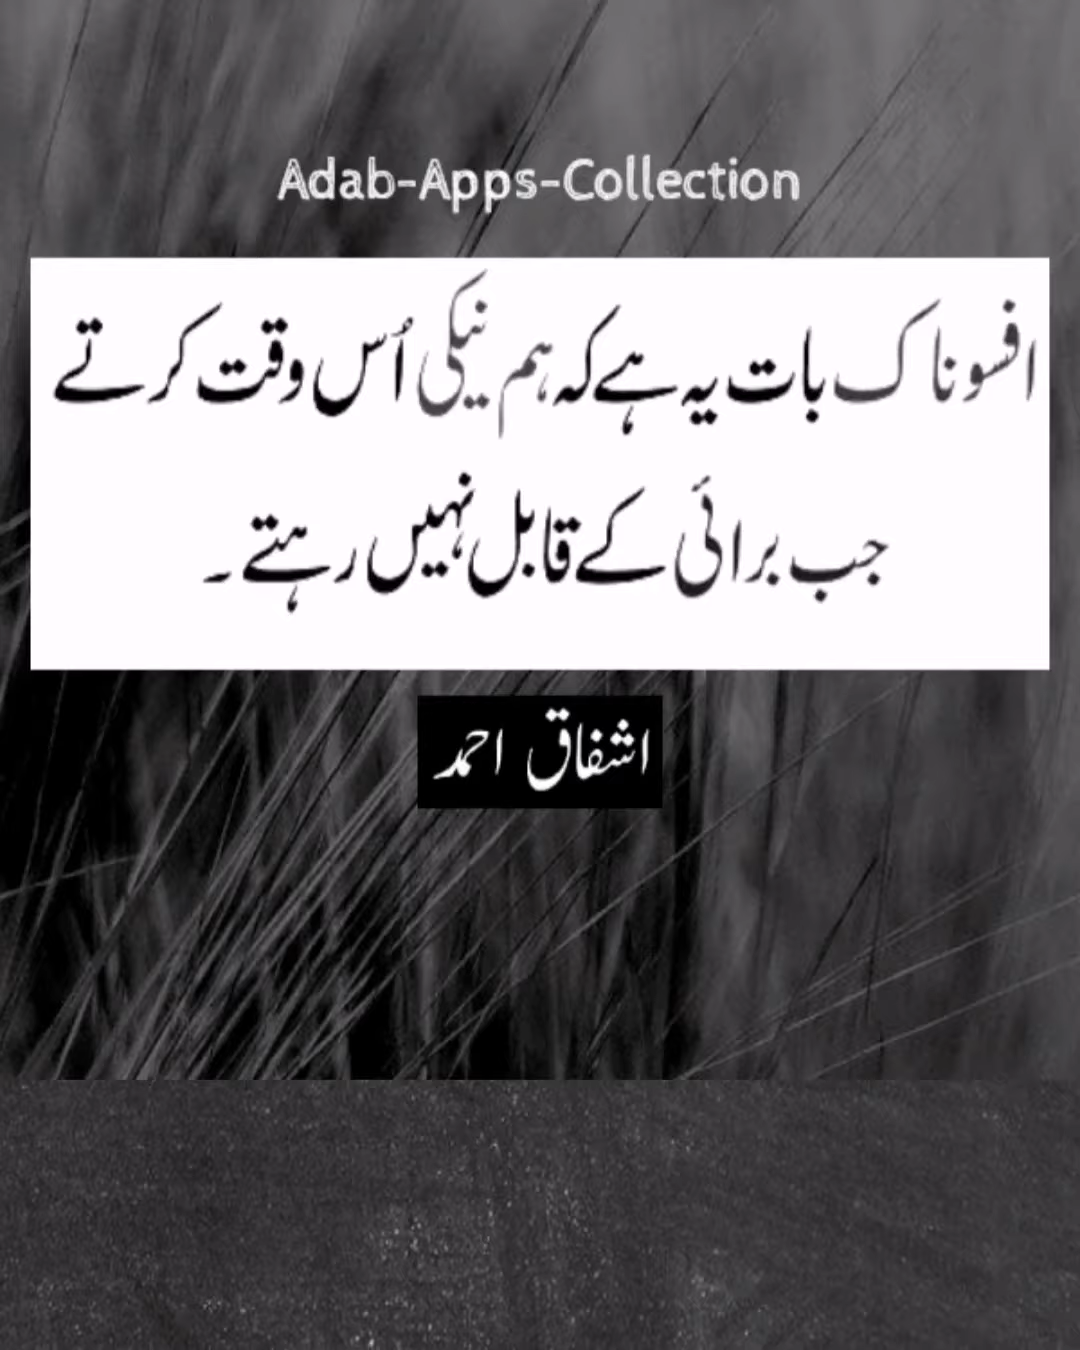 Adab-Apps-Collection
افسوناک بات یہ ہے کہ ہم نیکی اُس وقت کرتے
جب برائی کے قابل نہیں رہتے ۔
اشفاق احمد